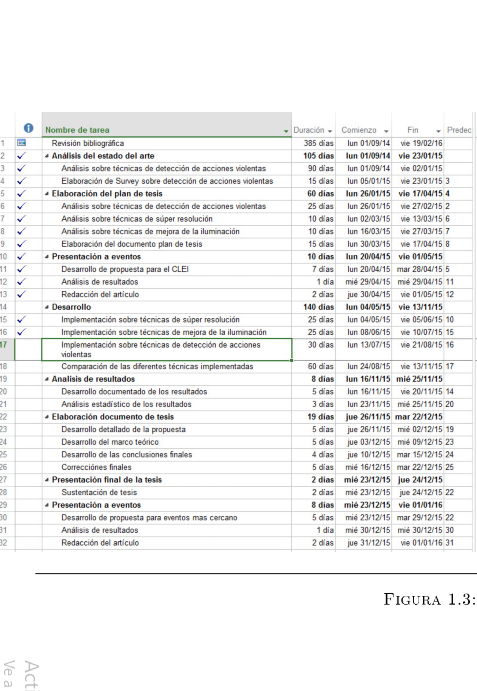 Nombre de tarea Duración Comienzo Fin Predec
1 Revisión bibliográfica 385 días lun 01/09/14 vie 19/02/16
2 Análisis del estado del arte 105 días lun 01/09/14 vie 23/01/15
3 Análisis sobre técnicas de detección de acciones violentas 90 días lun 01/09/14 vie 02/01/15
4 Elaboración de Survey sobre detección de acciones violentas 15 días lun 05/01/15 vie 23/01/15 3
5 Elaboración del plan de tesis 60 días lun 26/01/15 vie 17/04/15 4
6 Análisis sobre técnicas de detección de acciones violentas 25 días lun 26/01/15 vie 27/02/15 2
7 Análisis sobre técnicas de súper resolución 10 días lun 02/03/15 vie 13/03/15 6
8 Análisis sobre técnicas de mejora de la iluminación 10 días lun 16/03/15 vie 27/03/15 7
9 Elaboración del documento plan de tesis 15 días lun 30/03/15 vie 17/04/15 8
10 Presentación a eventos 10 días lun 20/04/15 vie 01/05/15
11 Desarrollo de propuesta para el CLEI 7 días lun 20/04/15 mar 28/04/15 5
12 Análisis de resultados 1 día mié 29/04/15 mié 29/04/15 11
13 Redacción del artículo 2 días jue 30/04/15 vie 01/05/15 12
14 Desarrollo 140 días lun 04/05/15 vie 13/11/15
15 Implementación sobre técnicas de súper resolución 25 días lun 04/05/15 vie 05/06/15 10
16 Implementación sobre técnicas de mejora de la iluminación 25 días lun 08/06/15 vie 10/07/15 15
17 Implementación sobre técnicas de detección de acciones 30 días lun 13/07/15 vie 21/08/15 16
violentas
18 Comparación de las diferentes técnicas implementadas 60 días lun 24/08/15 vie 13/11/15 17
19 Analisis de resultados 8 días lun 16/11/15 mié 25/11/15
20 Desarrollo documentado de los resultados 5 días lun 16/11/15 vie 20/11/15 14
21 Análisis estadístico de los resultados 3 días lun 23/11/15 mié 25/11/15 20
22 Elaboración documento de tesis 19 días jue 26/11/15 mar 22/12/15
23 Desarrollo detallado de la propuesta 5 días jue 26/11/15 mié 02/12/15 19
24 Desarrollo del marco teórico 5 días jue 03/12/15 mié 09/12/15 23
25 Desarrollo de las conclusiones finales 4 días jue 10/12/15 mar 15/12/15 24
26 Correcciónes finales 5 días mié 16/12/15 mar 22/12/15 25
27 Presentación final de la tesis 2 días mié 23/12/15 jue 24/12/15
28 Sustentación de tesis 2 días mié 23/12/15 jue 24/12/15 22
29 Presentación a eventos 8 días mié 23/12/15 vie 01/01/16
30 Desarrollo de propuesta para eventos mas cercano 5 días mié 23/12/15 mar 29/12/15 22
31 Análisis de resultados 1 día mié 30/12/15 mié 30/12/15 30
32 Redacción del artículo 2 días jue 31/12/15 vie 01/01/16 31
FIGURA 1.3:
Acti
Ve a